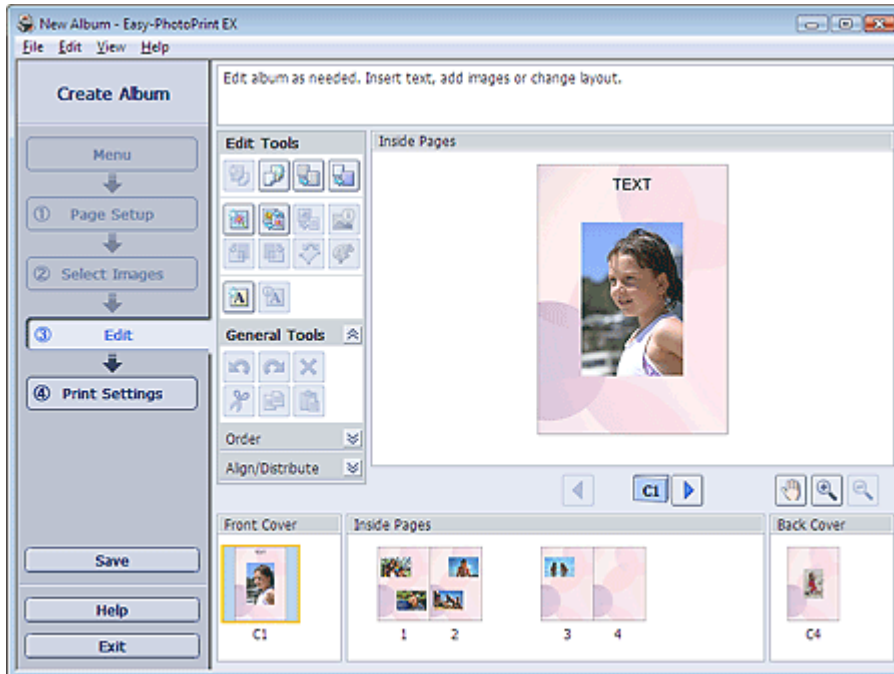 New Album - Easy-PhotoPrint EX
File Edit View Help
Create Album
Edit album as needed. Insert text, add images or change layout.
Menu
① Page Setup
② Select Images
③ Edit
④ Print Settings
Save
Help
Exit
Edit Tools
A A
General Tools
Order
Align/Distribute
Inside Pages
TEXT
C1
Front Cover
C1
Inside Pages
1 2 3 4
Back Cover
C4